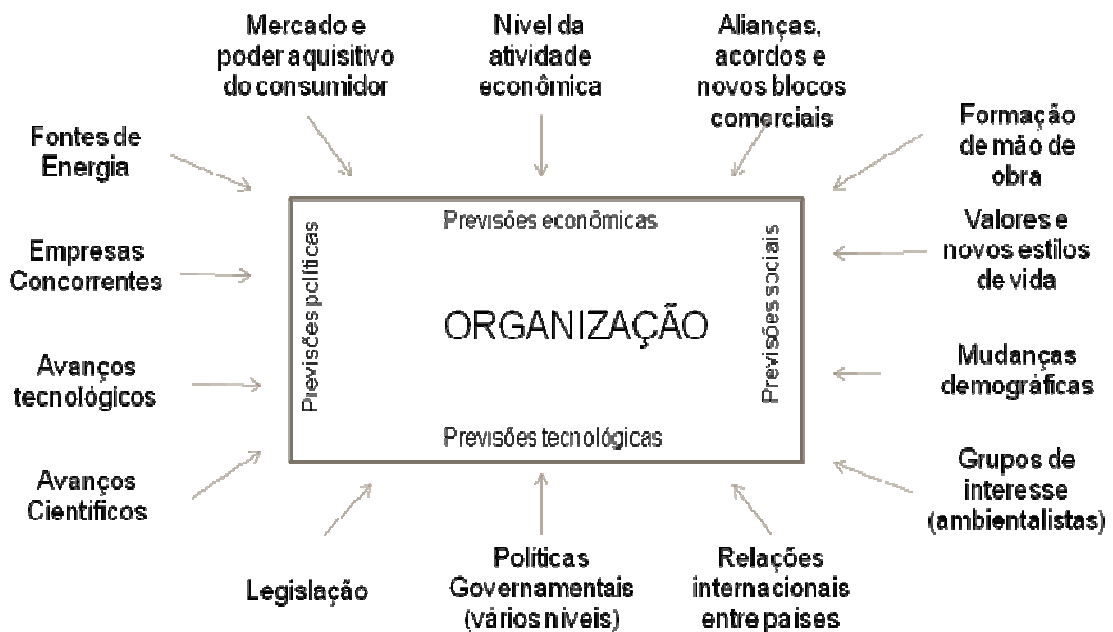 Mercado e
poder aquisitivo
do consumidor
Nível da
atividade
econômica
Alianças,
acordos e
novos blocos
comerciais
Fontes de
Energia
Formação
de mão de
obra
Empresas
Concorrentes
Valores e
novos estilos
de vida
Avanços
tecnológicos
Mudanças
demográficas
Avanços
Científicos
Grupos de
interesse
(ambientalistas)
Legislação
Políticas
Governamentais
(vários níveis)
Relações
internacionais
entre países
Previsões econômicas
Previsões políticas
ORGANIZAÇÃO
Previsões sociais
Previsões tecnológicas